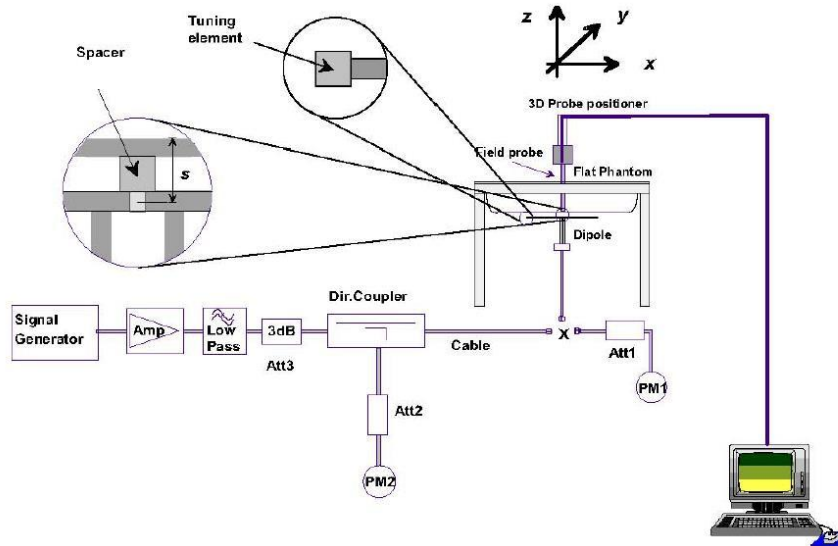 Tuning
element
Spacer
s
z
y
x
3D Probe positioner
Field probe
Flat Phantom
Dipole
Dir.Coupler
Signal
Generator
Amp
Low
Pass
3dB
Att3
Cable
X
Att1
PM1
Att2
PM2